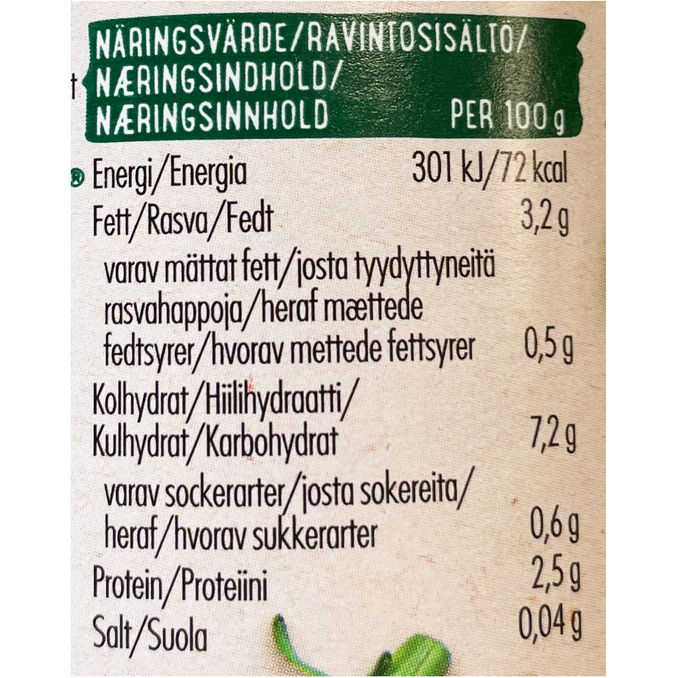 NÄRINGSVÄRDE/RAVINTOSISÄLTÖ/
NÆRINGSINDHOLD/
NÆRINGSINNHOLD PER 100 g
Energi/Energia 301 kJ/72 kcal
Fett/Rasva/Fedt 3,2 g
varav mättat fett/josta tyydyttyneitä
rasvahappoja/heraf mættede
fedtsyrer/hvorav mettede fettsyrer 0,5 g
Kolhydrat/Hiilihydraatti/
Kulhydrat/Karbohydrat 7,2 g
varav sockerarter/josta sokereita/
heraf/hvorav sukkerarter 0,6 g
Protein/Proteiini 2,5 g
Salt/Suola 0,04 g